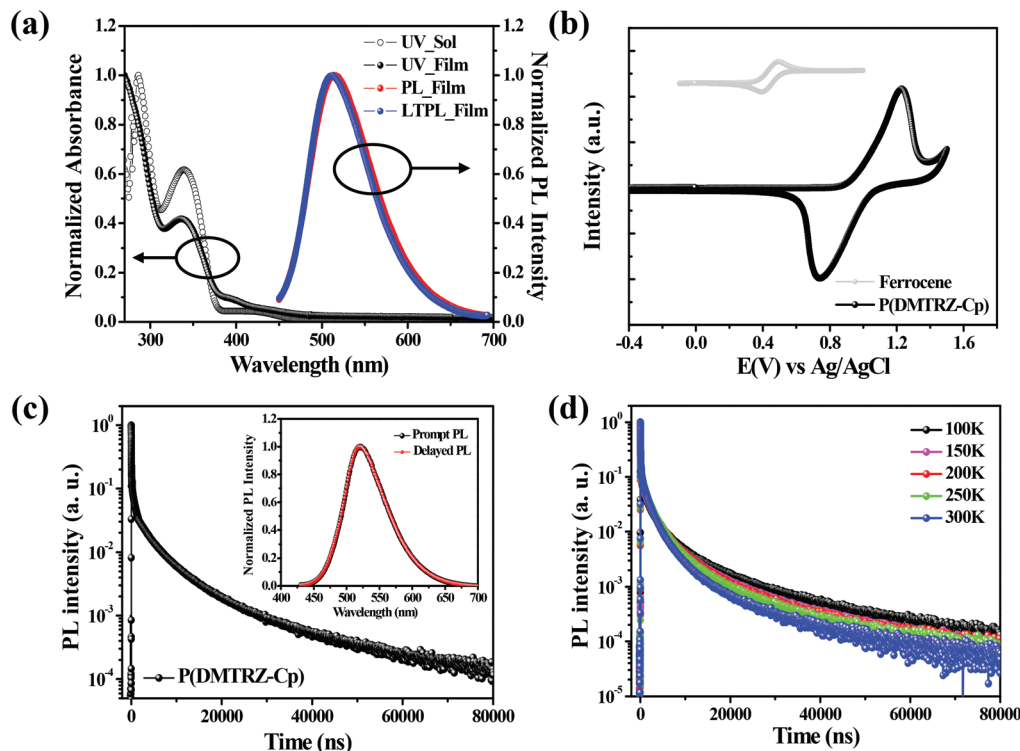 (a)
1.2
1.0
0.8
0.6
0.4
0.2
0.0
Normalized Absorbance
UV_Sol
UV_Film
PL_Film
LTPL_Film
1.2
1.0
0.8
0.6
0.4
0.2
0.0
Normalized PL Intensity
300 400 500 600 700
Wavelength (nm)
(b)
Intensity (a.u.)
Ferrocene
P(DMTRZ-Cp)
-0.4 0.0 0.4 0.8 1.2 1.6
E(V) vs Ag/AgCl
(c)
10^0
10^-1
10^-2
10^-3
10^-4
PL intensity (a. u.)
P(DMTRZ-Cp)
0 20000 40000 60000 80000
Time (ns)
1.2
1.0
0.8
0.6
0.4
0.2
0.0
Normalized PL Intensity
Prompt PL
Delayed PL
400 450 500 550 600 650 700
Wavelength (nm)
(d)
10^0
10^-1
10^-2
10^-3
10^-4
10^-5
PL intensity (a. u.)
100K
150K
200K
250K
300K
0 20000 40000 60000 80000
Time (ns)